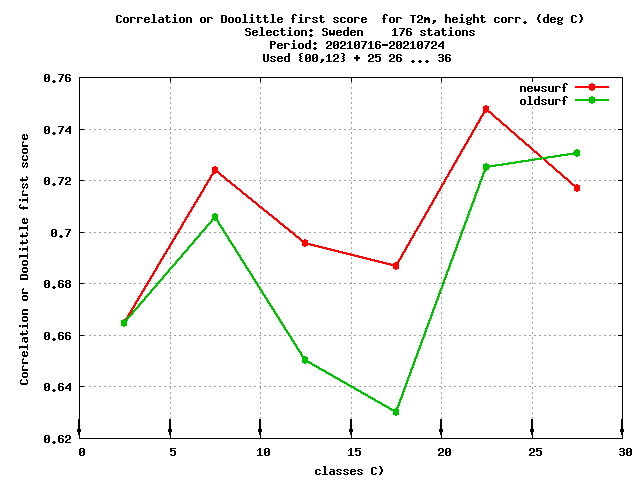 Correlation or Doolittle first score  for T2m, height corr. (deg C)
Selection: Sweden    176 stations
Period: 20210716-20210724
Used {00,12} + 25 26 ... 36
newsurf
oldsurf
0.76
0.74
0.72
0.7
0.68
0.66
0.64
0.62
Correlation or Doolittle first score
0 5 10 15 20 25 30
classes C)